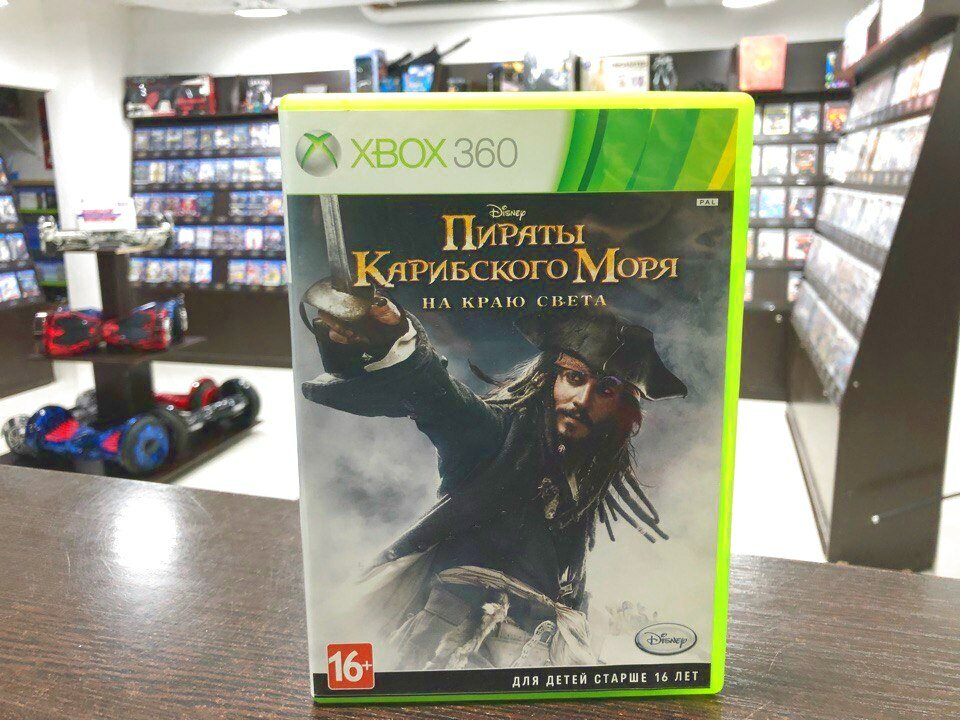 XBOX 360
PAL
Disney
Пираты
Карибского Моря
на краю света
Disney
16+
ДЛЯ ДЕТЕЙ СТАРШЕ 16 ЛЕТ